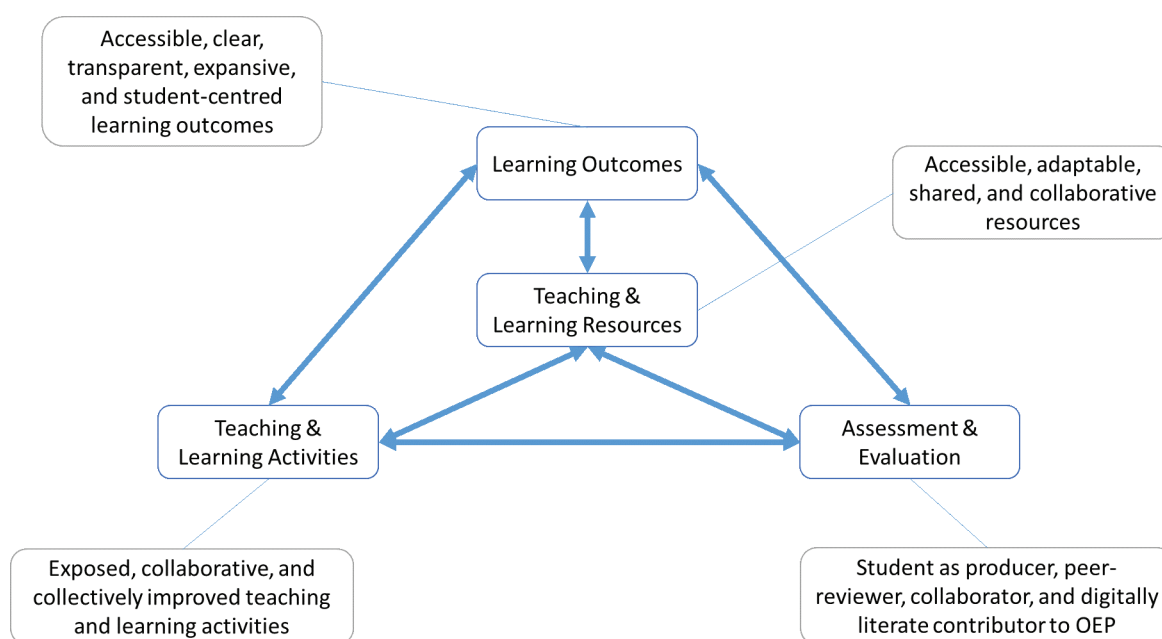 Accessible, clear,
transparent, expansive,
and student-centred
learning outcomes
Learning Outcomes
Accessible, adaptable,
shared, and collaborative
resources
Teaching &
Learning Resources
Teaching &
Learning Activities
Assessment &
Evaluation
Exposed, collaborative, and
collectively improved teaching
and learning activities
Student as producer, peer-
reviewer, collaborator, and digitally
literate contributor to OEP